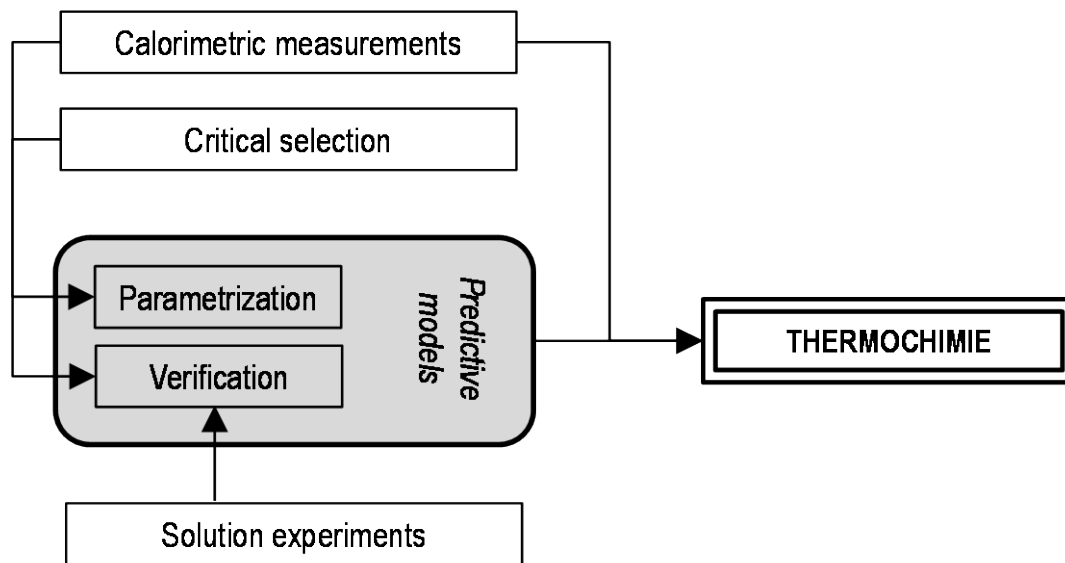 Calorimetric measurements
Critical selection
Parametrization
Verification
Predictive
models
THERMOCHIMIE
Solution experiments